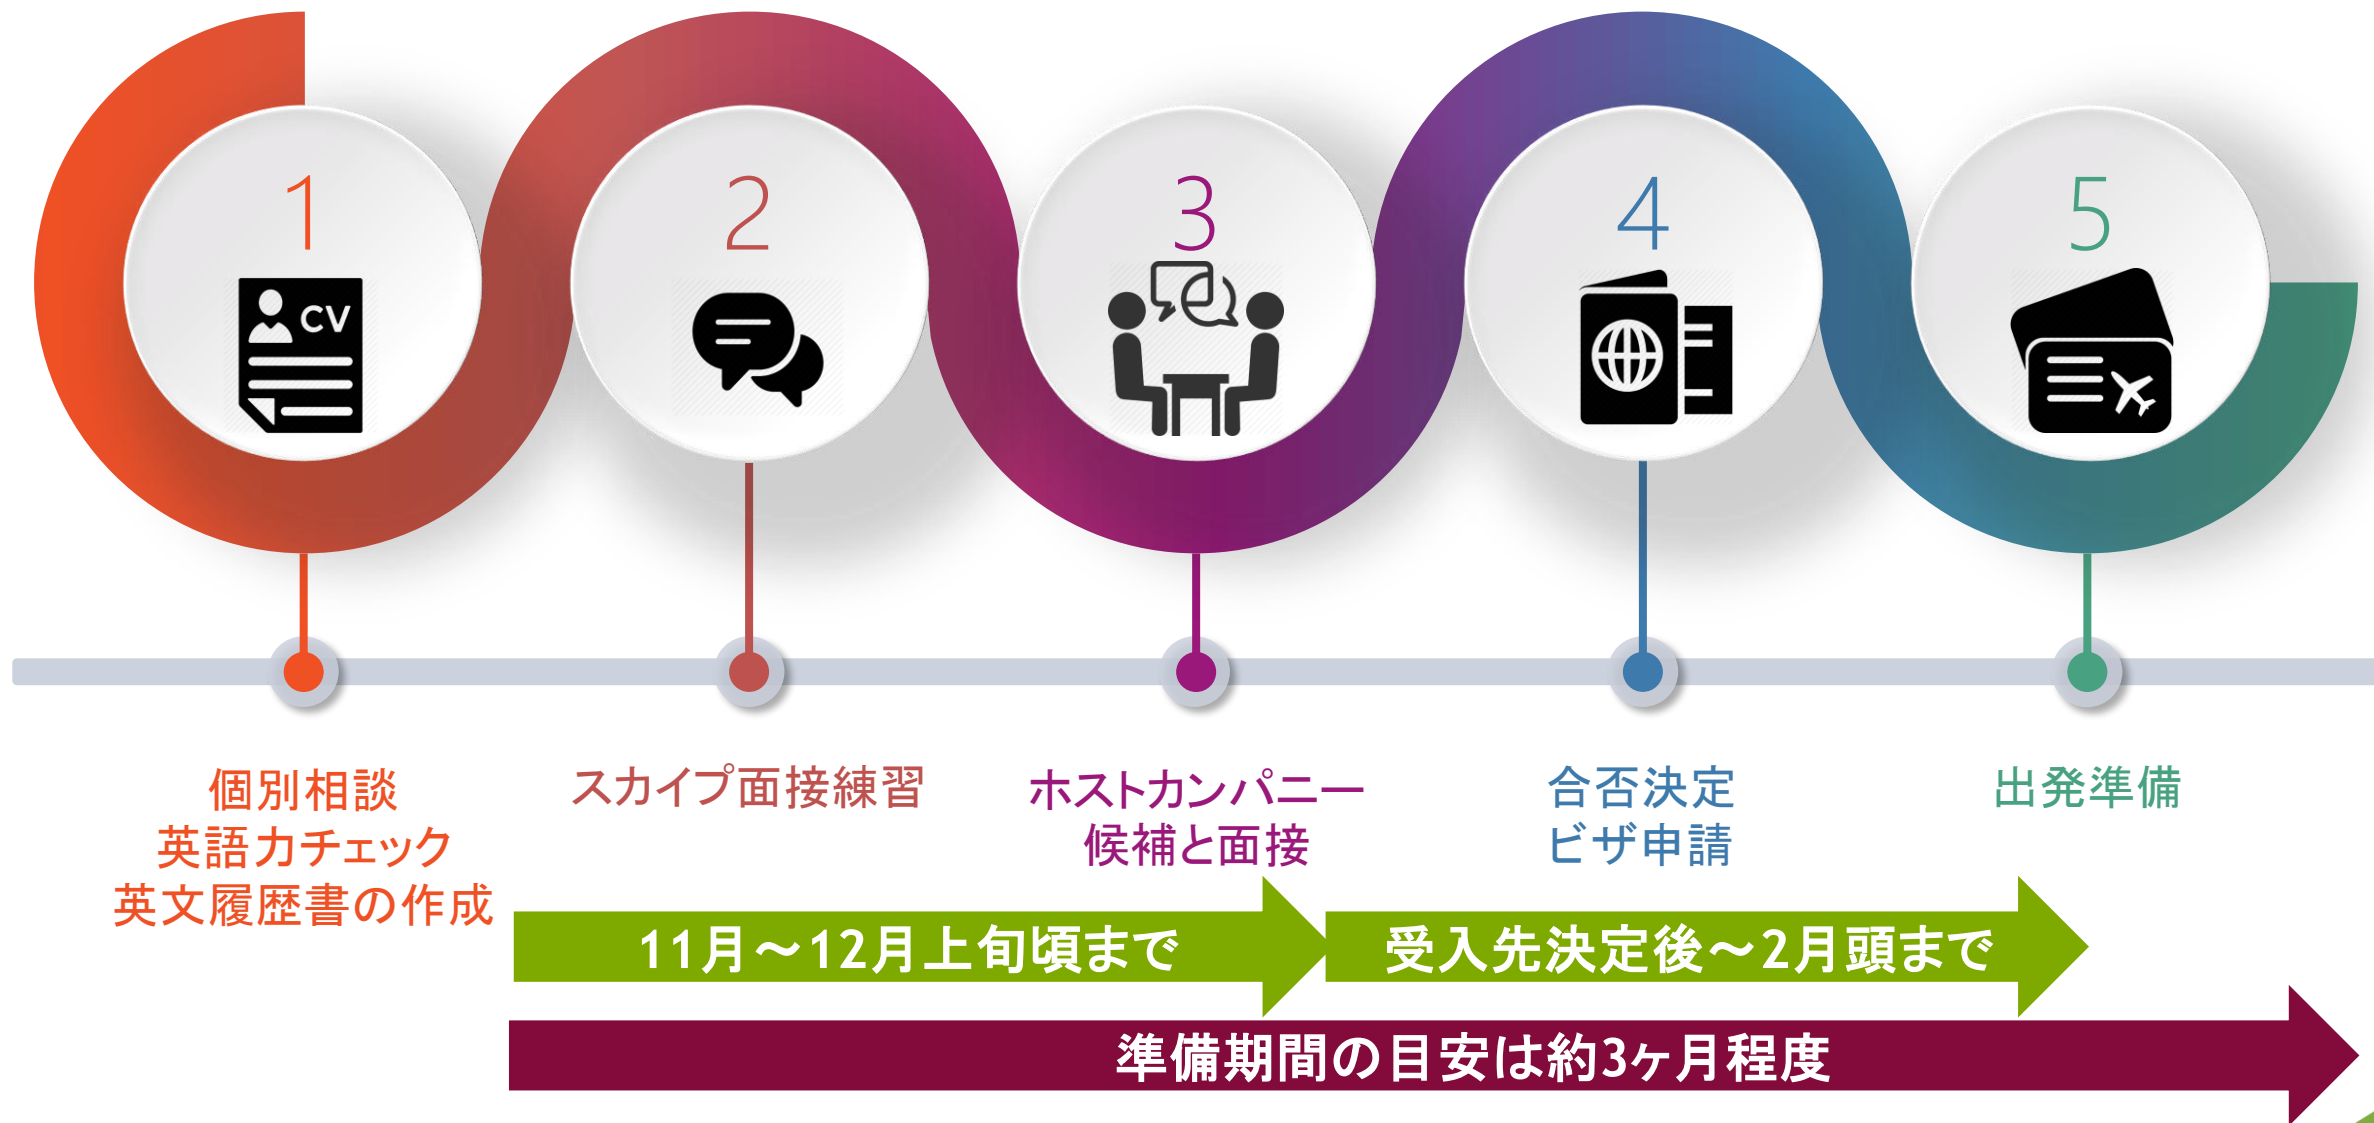 1
2
3
4
5
CV
個別相談
英語力チェック
英文履歴書の作成
スカイプ面接練習
ホストカンパニー
候補と面接
合否決定
ビザ申請
出発準備
11月～12月上旬頃まで
受入先決定後～2月頭まで
準備期間の目安は約3ヶ月程度